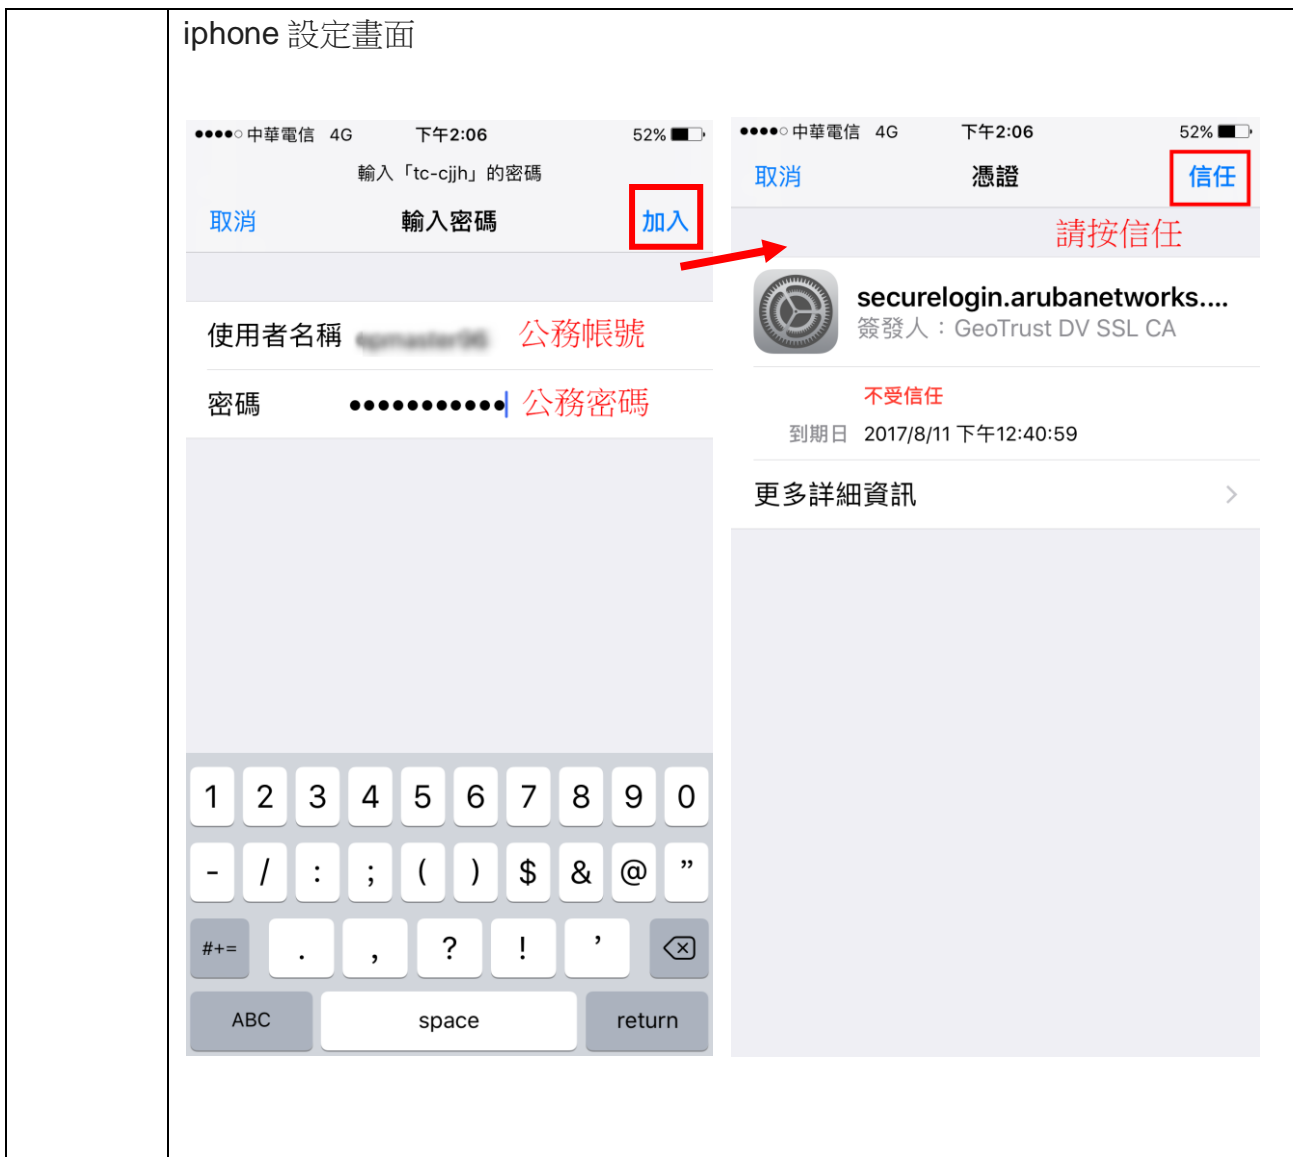 iphone 設定畫面
中華電信 4G 下午2:06 52%
輸入「tc-cjjh」的密碼
取消 輸入密碼 加入
使用者名稱 公務帳號
密碼 ●●●●●●●●●●● 公務密碼
1 2 3 4 5 6 7 8 9 0
- / : ; ( ) $ & @ ”
#+= . , ? ! ’
ABC space return
中華電信 4G 下午2:06 52%
取消 憑證 信任
請按信任
securelogin.arubanetworks....
簽發人：GeoTrust DV SSL CA
不受信任
到期日 2017/8/11 下午12:40:59
更多詳細資訊